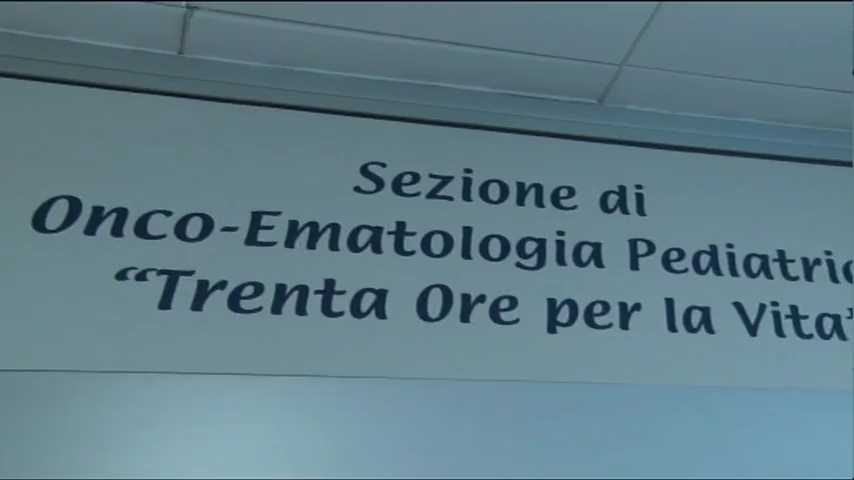 Sezione di
Onco-Ematologia Pediatric
“Trenta Ore per la Vita”